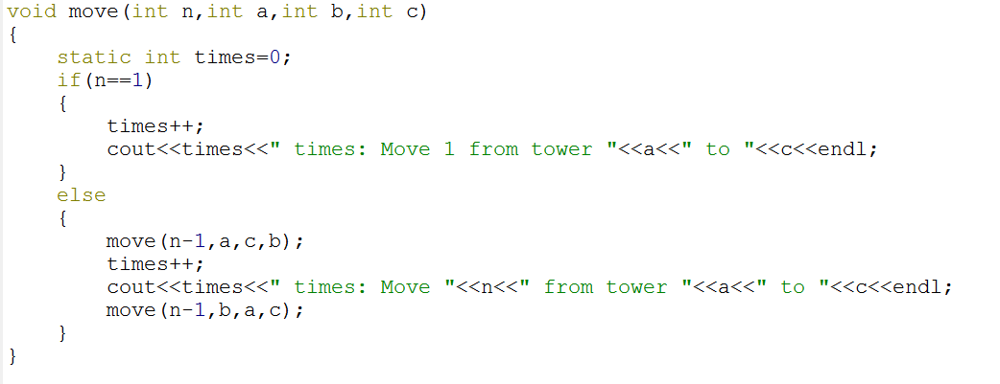 void move(int n,int a,int b,int c)
{
    static int times=0;
    if(n==1)
    {
        times++;
        cout<<times<<" times: Move 1 from tower "<<a<<" to "<<c<<endl;
    }
    else
    {
        move(n-1,a,c,b);
        times++;
        cout<<times<<" times: Move "<<n<<" from tower "<<a<<" to "<<c<<endl;
        move(n-1,b,a,c);
    }
}